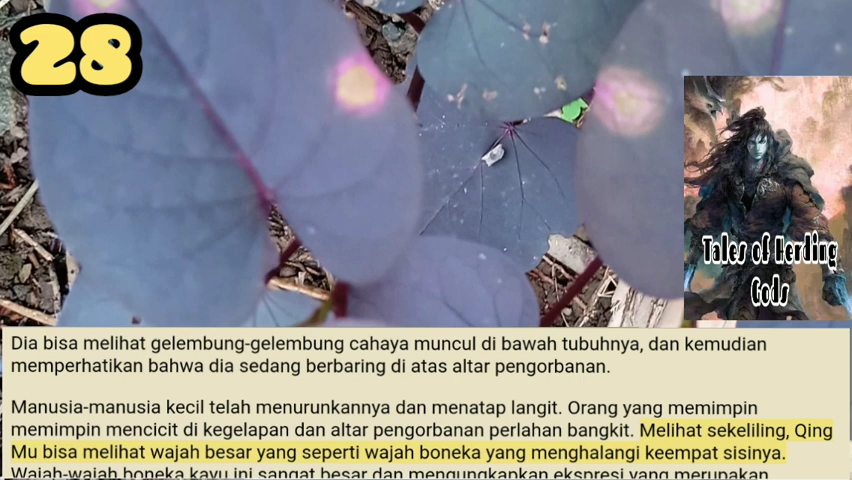 28
Tales of Herding
Gods
Dia bisa melihat gelembung-gelembung cahaya muncul di bawah tubuhnya, dan kemudian
memperhatikan bahwa dia sedang berbaring di atas altar pengorbanan.
Manusia-manusia kecil telah menurunkannya dan menatap langit. Orang yang memimpin
memimpin mencicit di kegelapan dan altar pengorbanan perlahan bangkit. Melihat sekeliling, Qing
Mu bisa melihat wajah besar yang seperti wajah boneka yang menghalangi keempat sisinya.
Wajah-wajah boneka kayu ini sangat besar dan mengungkapkan ekspresi yang merupakan